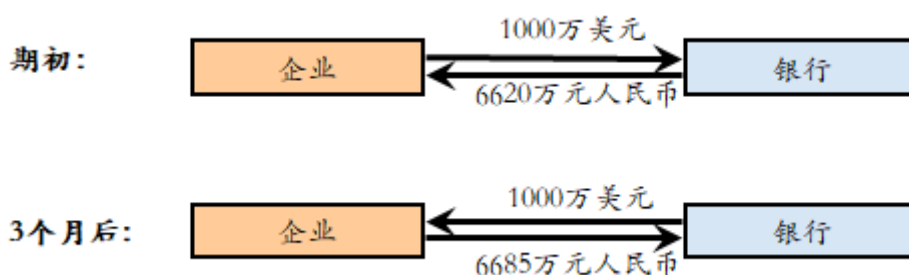 1000万美元
期初：
企业
银行
6620万元人民币
1000万美元
3个月后：
企业
银行
6685万元人民币